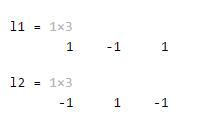 l1 = 1×3
1 -1 1
l2 = 1×3
-1 1 -1